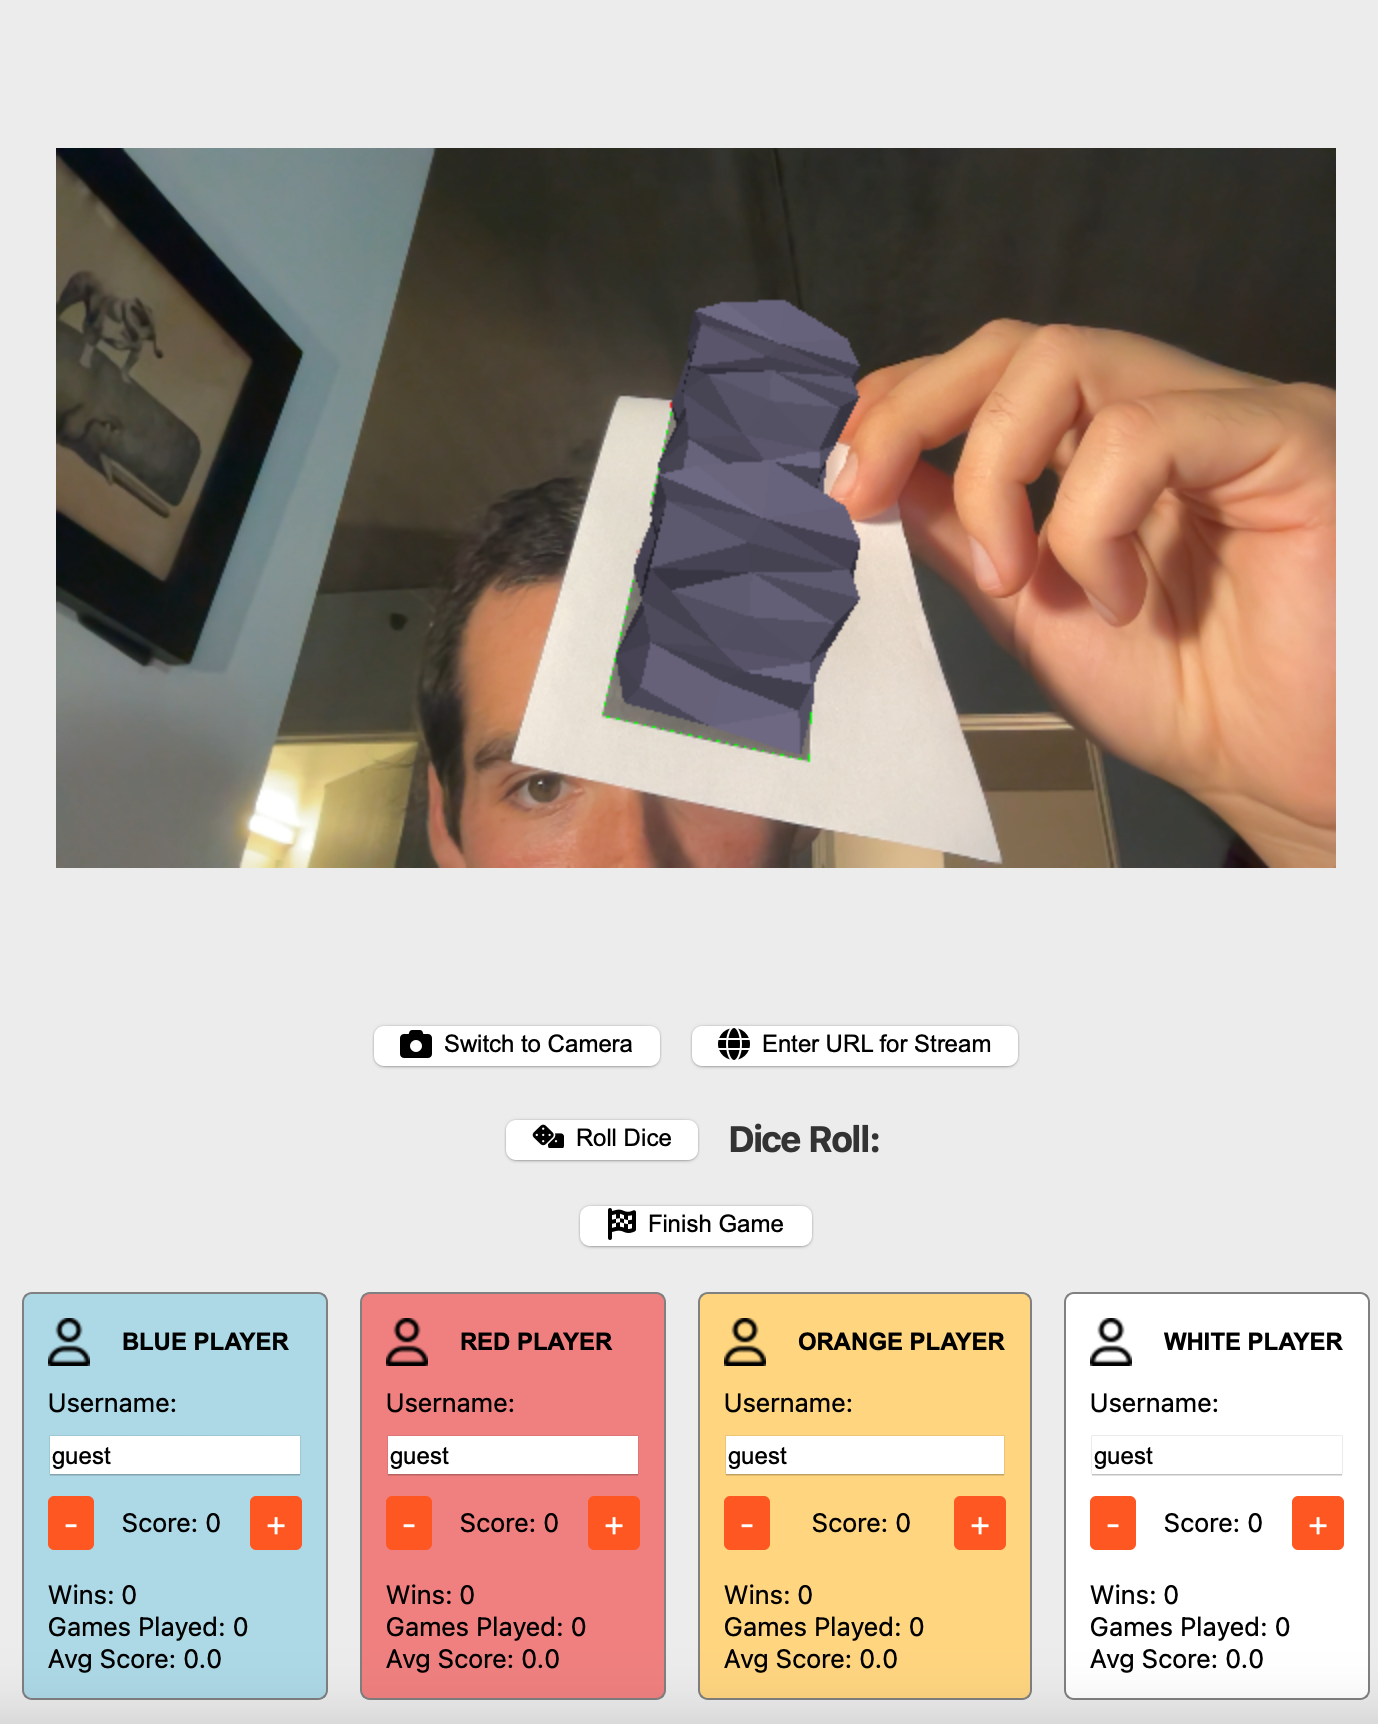 Switch to Camera
Enter URL for Stream
Roll Dice
Dice Roll:
Finish Game
BLUE PLAYER
Username:
guest
- Score: 0 +
Wins: 0
Games Played: 0
Avg Score: 0.0
RED PLAYER
Username:
guest
- Score: 0 +
Wins: 0
Games Played: 0
Avg Score: 0.0
ORANGE PLAYER
Username:
guest
- Score: 0 +
Wins: 0
Games Played: 0
Avg Score: 0.0
WHITE PLAYER
Username:
guest
- Score: 0 +
Wins: 0
Games Played: 0
Avg Score: 0.0